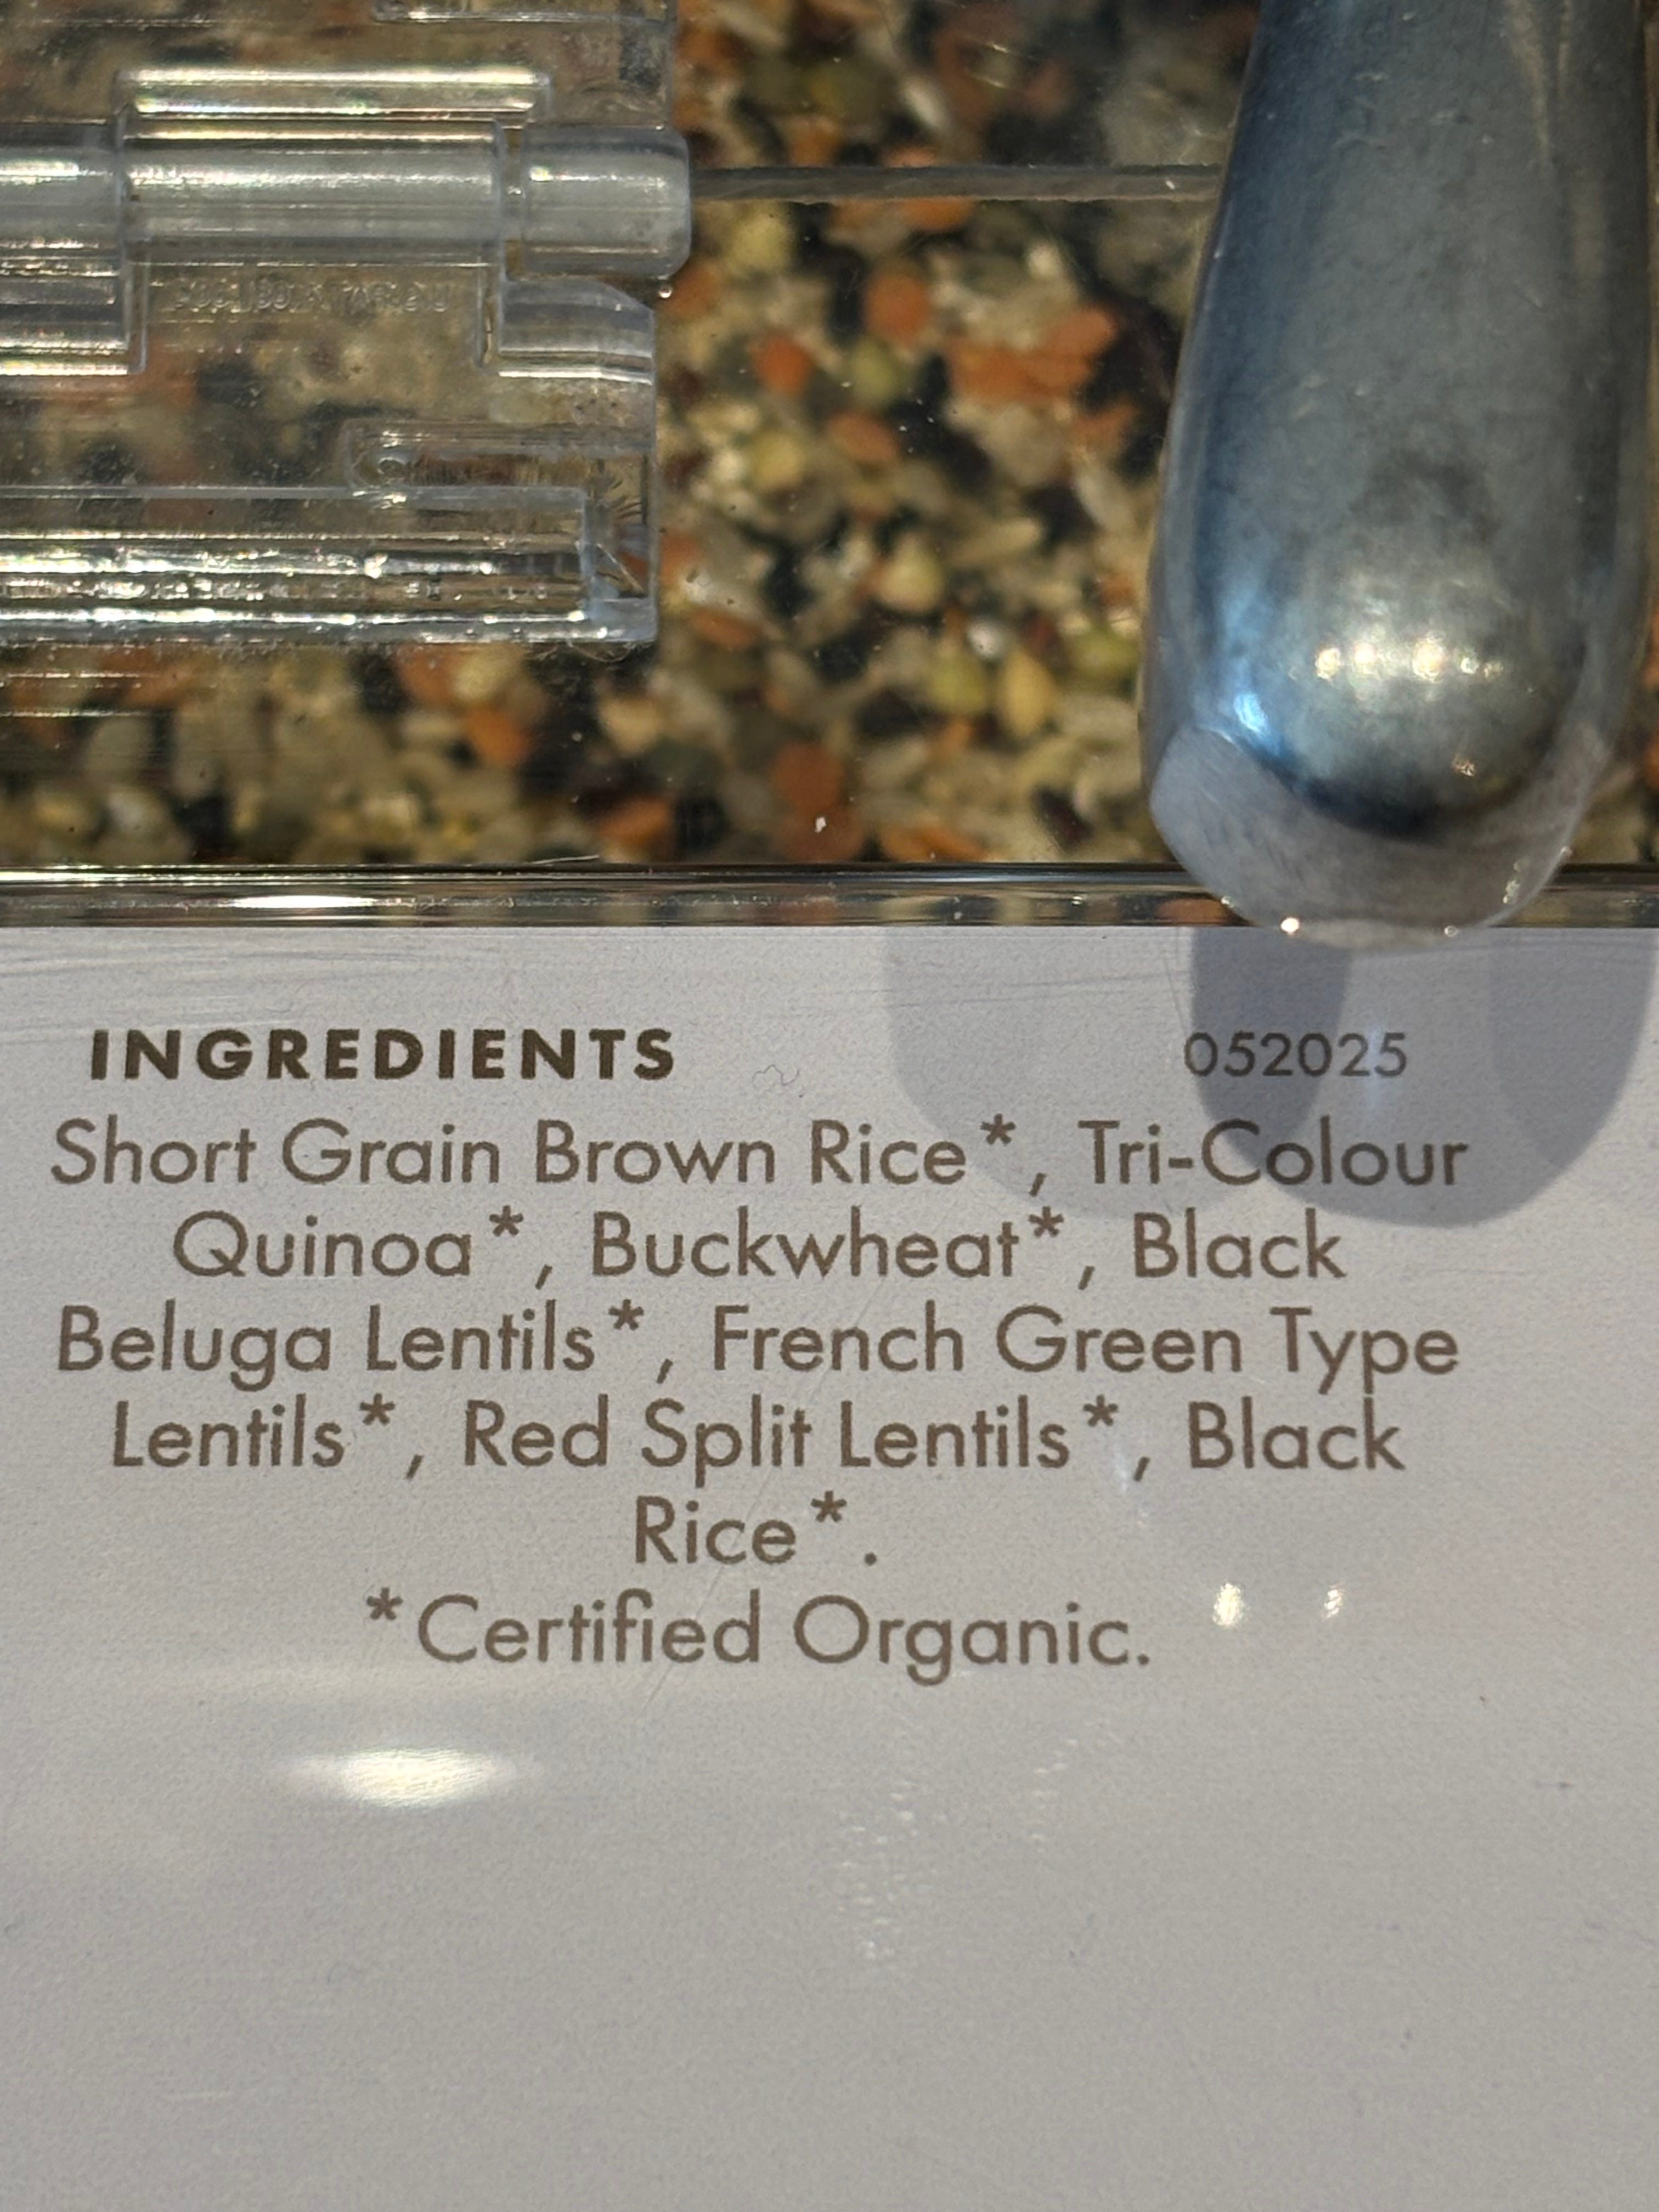 INGREDIENTS 052025
Short Grain Brown Rice*, Tri-Colour
Quinoa*, Buckwheat*, Black
Beluga Lentils*, French Green Type
Lentils*, Red Split Lentils*, Black
Rice*.
*Certified Organic.